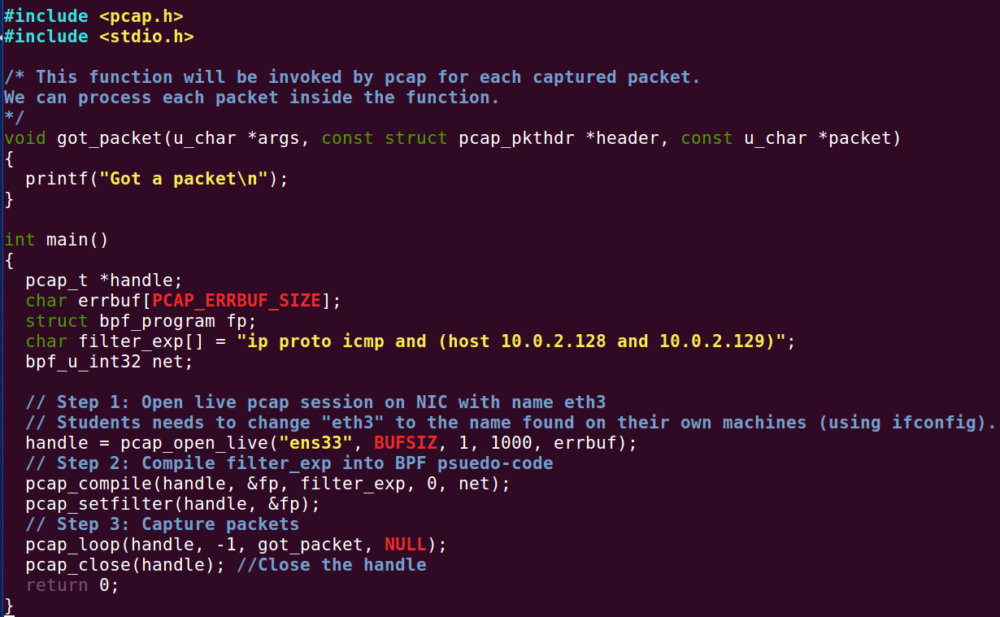 #include <pcap.h>
#include <stdio.h>

/* This function will be invoked by pcap for each captured packet.
We can process each packet inside the function.
*/
void got_packet(u_char *args, const struct pcap_pkthdr *header, const u_char *packet)
{
  printf("Got a packet\n");
}

int main()
{
  pcap_t *handle;
  char errbuf[PCAP_ERRBUF_SIZE];
  struct bpf_program fp;
  char filter_exp[] = "ip proto icmp and (host 10.0.2.128 and 10.0.2.129)";
  bpf_u_int32 net;

  // Step 1: Open live pcap session on NIC with name eth3
  // Students needs to change "eth3" to the name found on their own machines (using ifconfig).
  handle = pcap_open_live("ens33", BUFSIZ, 1, 1000, errbuf);
  // Step 2: Compile filter_exp into BPF psuedo-code
  pcap_compile(handle, &fp, filter_exp, 0, net);
  pcap_setfilter(handle, &fp);
  // Step 3: Capture packets
  pcap_loop(handle, -1, got_packet, NULL);
  pcap_close(handle); //Close the handle
  return 0;
}